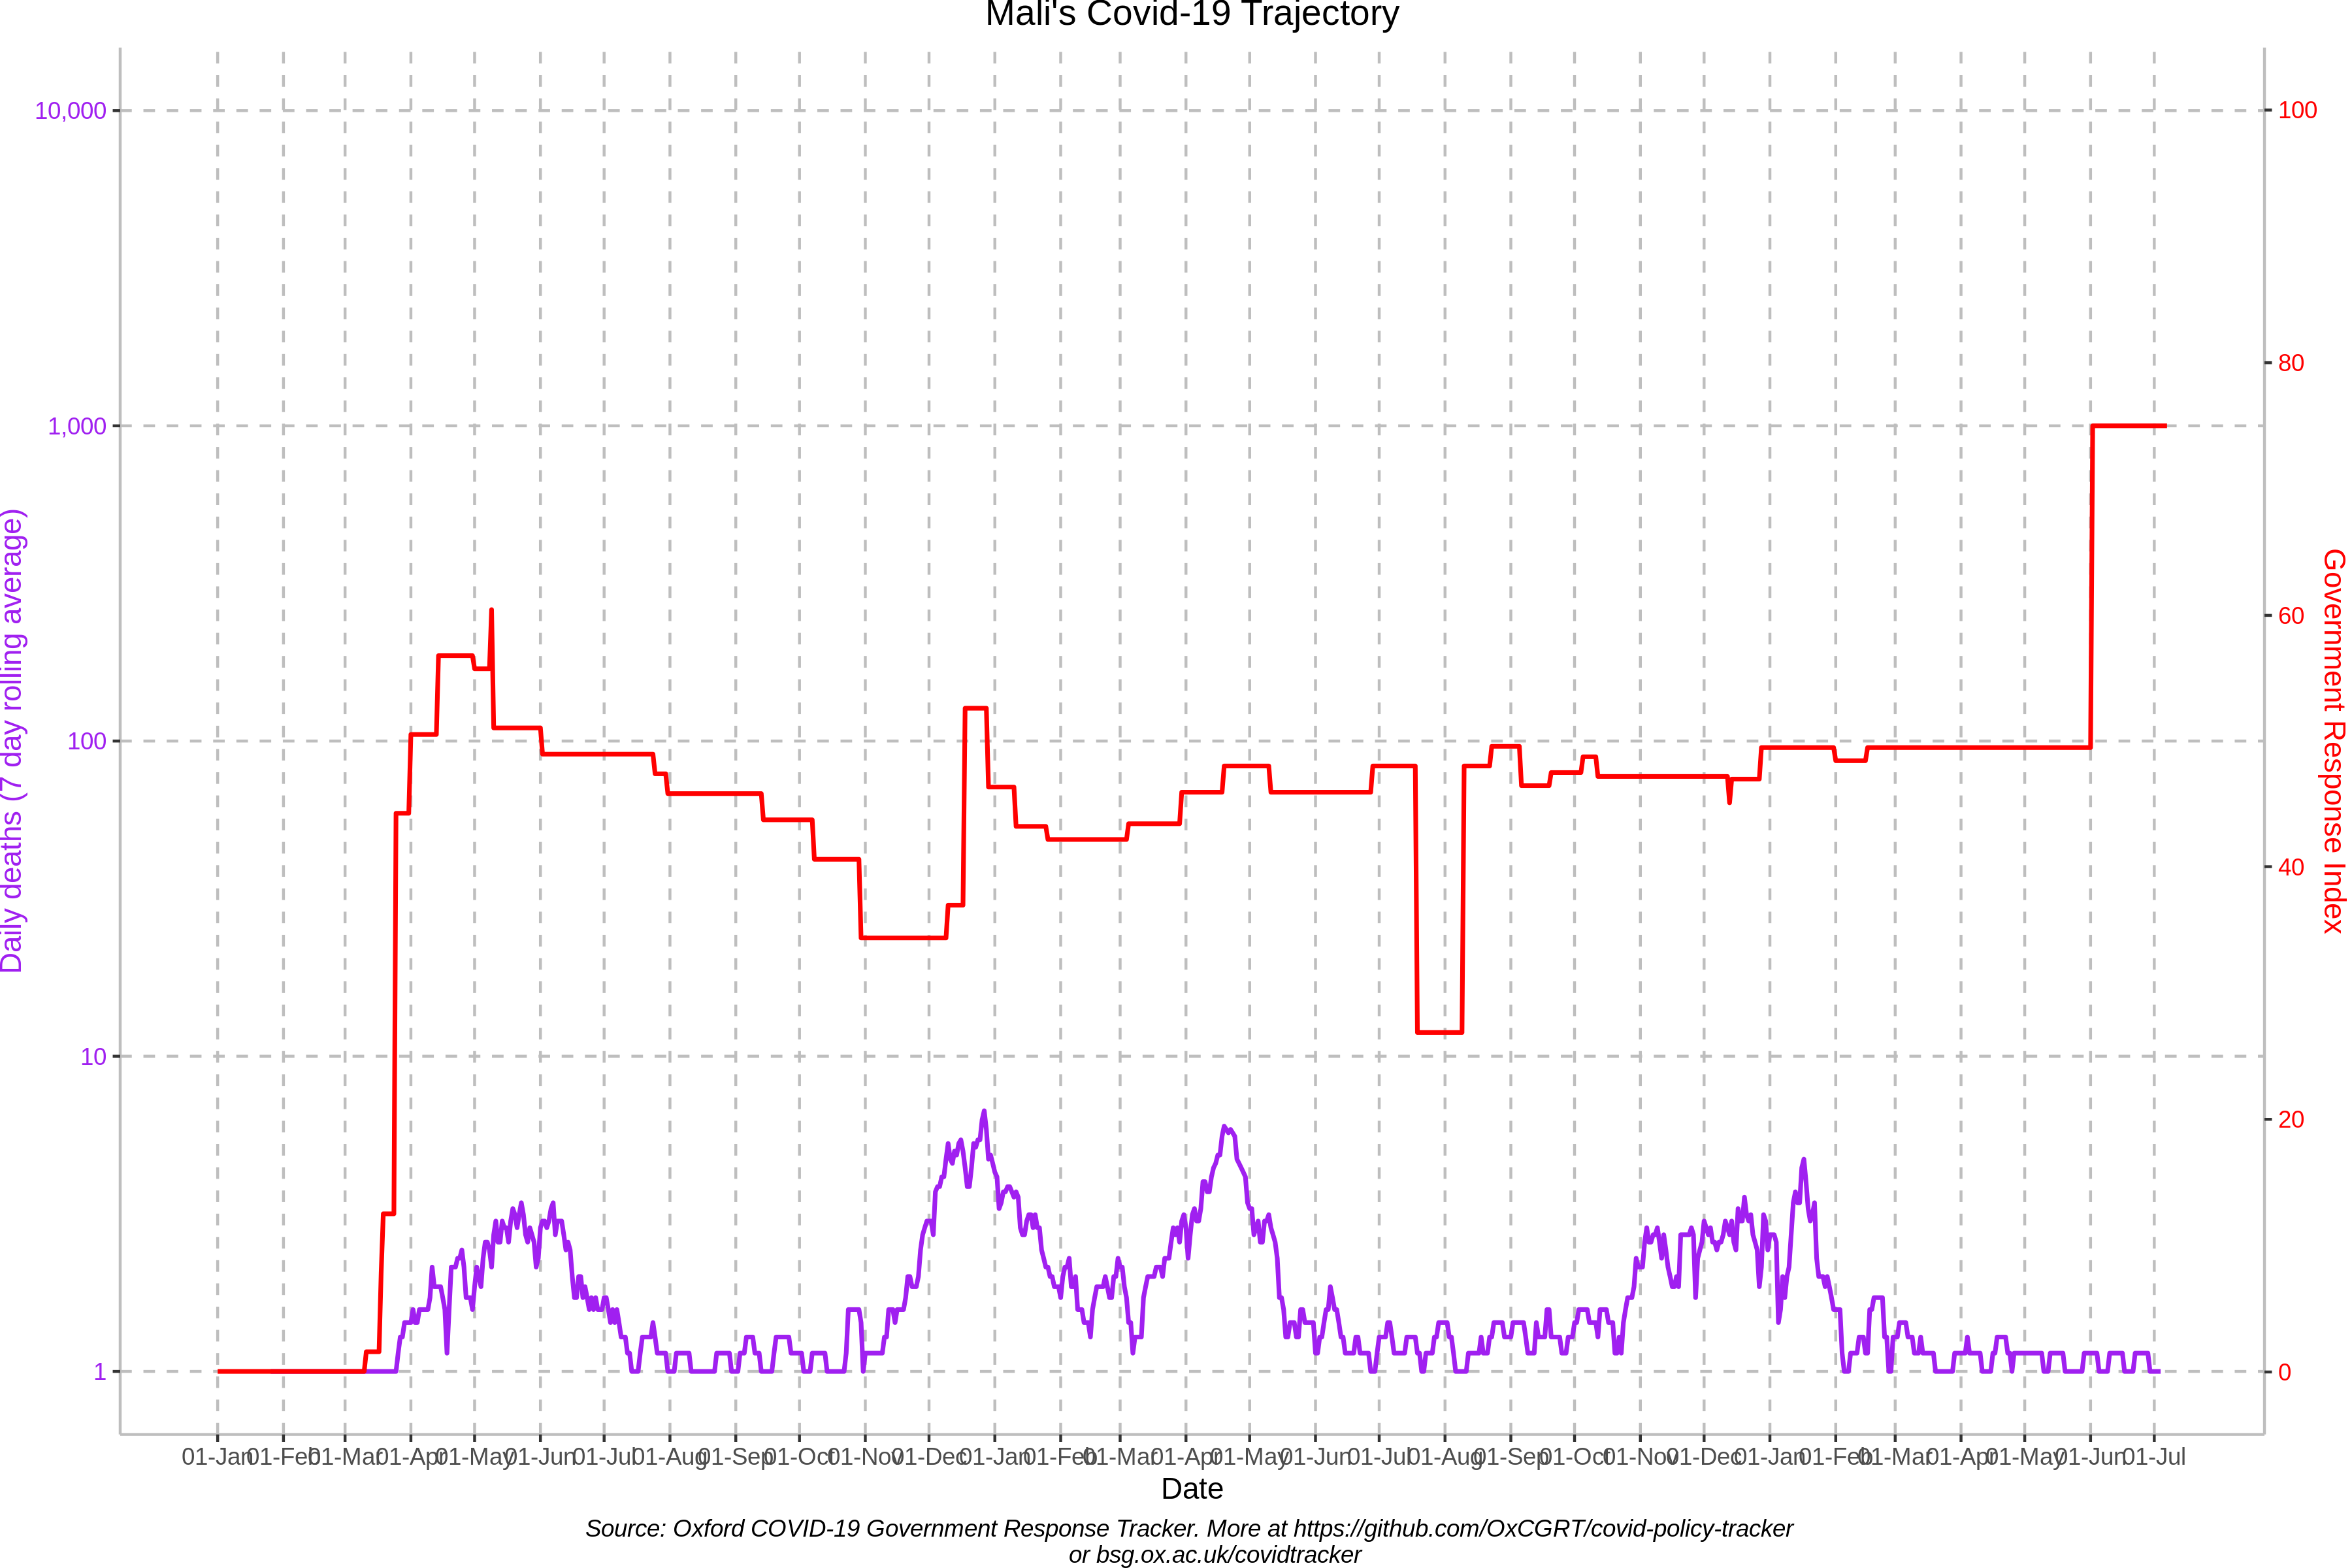 Mali's Covid-19 Trajectory
10,000
1,000
100
10
1
Daily deaths (7 day rolling average)
100
80
60
40
20
0
Government Response Index
01-Jan 01-Feb 01-Mar 01-Apr 01-May 01-Jun 01-Jul 01-Aug 01-Sep 01-Oct 01-Nov 01-Dec 01-Jan 01-Feb 01-Mar 01-Apr 01-May 01-Jun 01-Jul 01-Aug 01-Sep 01-Oct 01-Nov 01-Dec 01-Jan 01-Feb 01-Mar 01-Apr 01-May 01-Jun 01-Jul
Date
Source: Oxford COVID-19 Government Response Tracker. More at https://github.com/OxCGRT/covid-policy-tracker
or bsg.ox.ac.uk/covidtracker